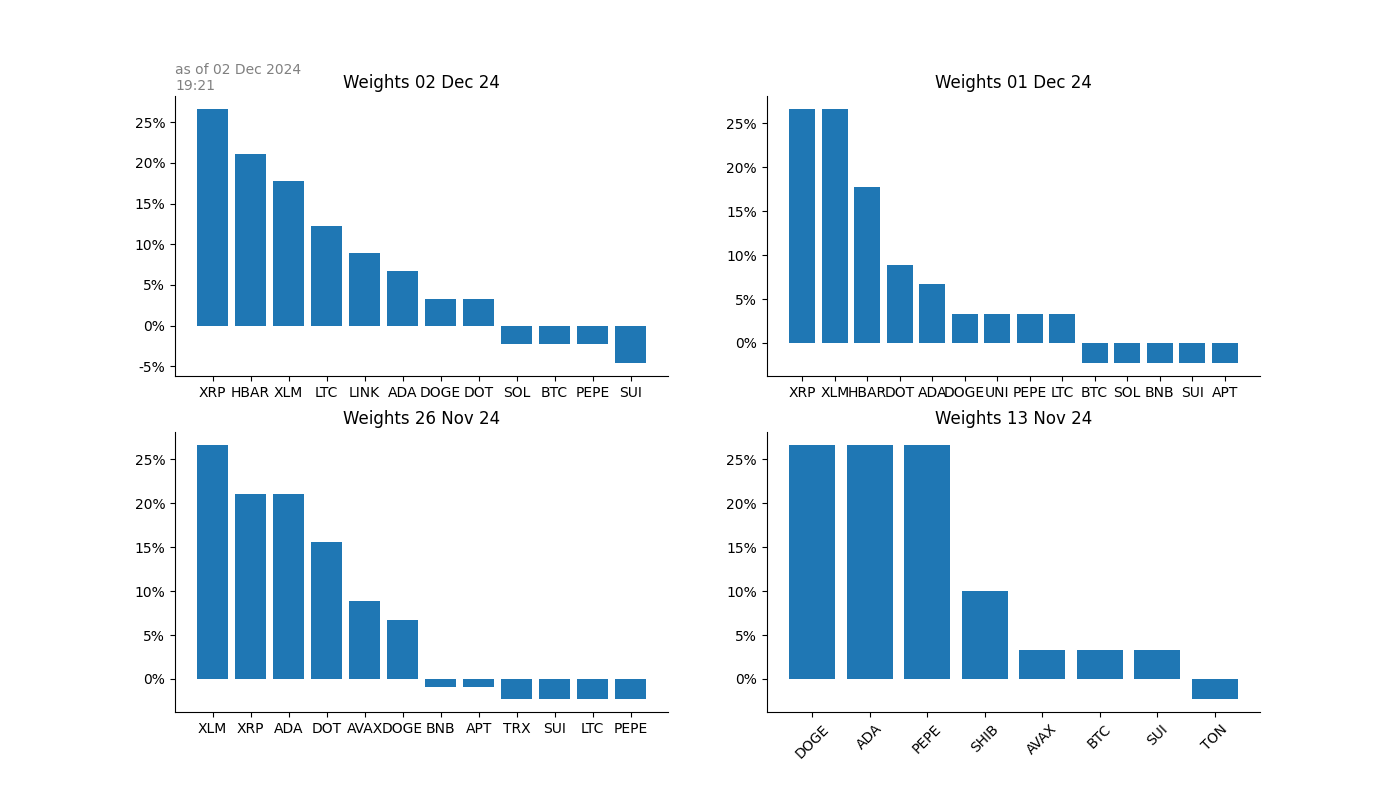 as of 02 Dec 2024
19:21
Weights 02 Dec 24
25%
20%
15%
10%
5%
0%
-5%
XRP HBAR XLM LTC LINK ADA DOGE DOT SOL BTC PEPE SUI
Weights 01 Dec 24
25%
20%
15%
10%
5%
0%
XRP XLM HBAR DOT ADA DOGE UNI PEPE LTC BTC SOL BNB SUI APT
Weights 26 Nov 24
25%
20%
15%
10%
5%
0%
XLM XRP ADA DOT AVAX DOGE BNB APT TRX SUI LTC PEPE
Weights 13 Nov 24
25%
20%
15%
10%
5%
0%
DOGE ADA PEPE SHIB AVAX BTC SUI TON